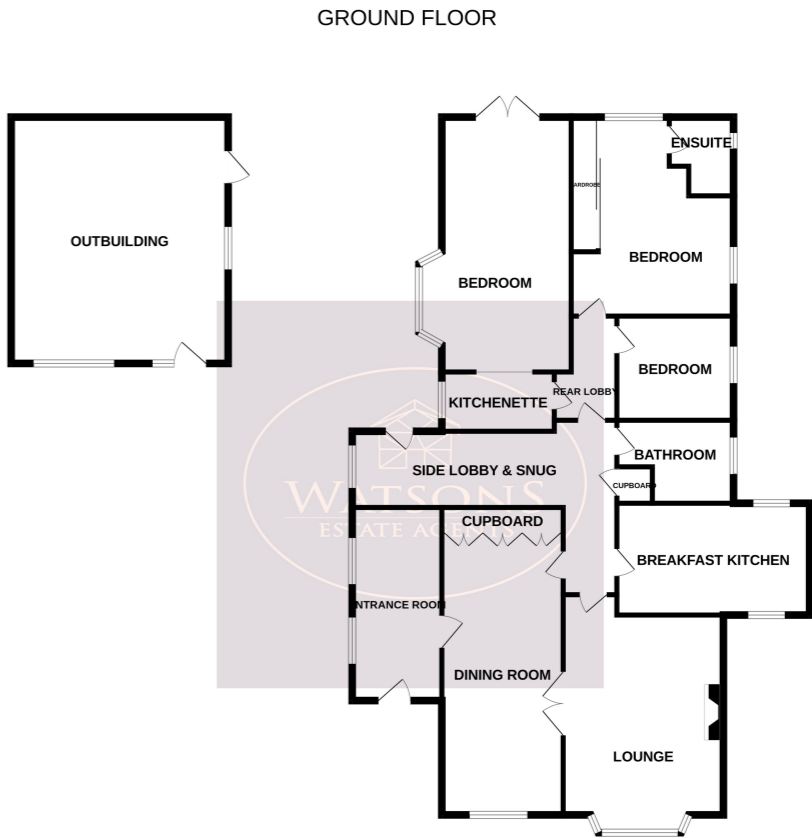 GROUND FLOOR
ENSUITE
ARDROBE
OUTBUILDING
BEDROOM
BEDROOM
BEDROOM
REAR LOBBY
KITCHENETTE
BATHROOM
SIDE LOBBY & SNUG
CUPBOARD
WATSONS
CUPBOARD
ESTATE AGENTS
BREAKFAST KITCHEN
NTRANCE ROOM
DINING ROOM
LOUNGE